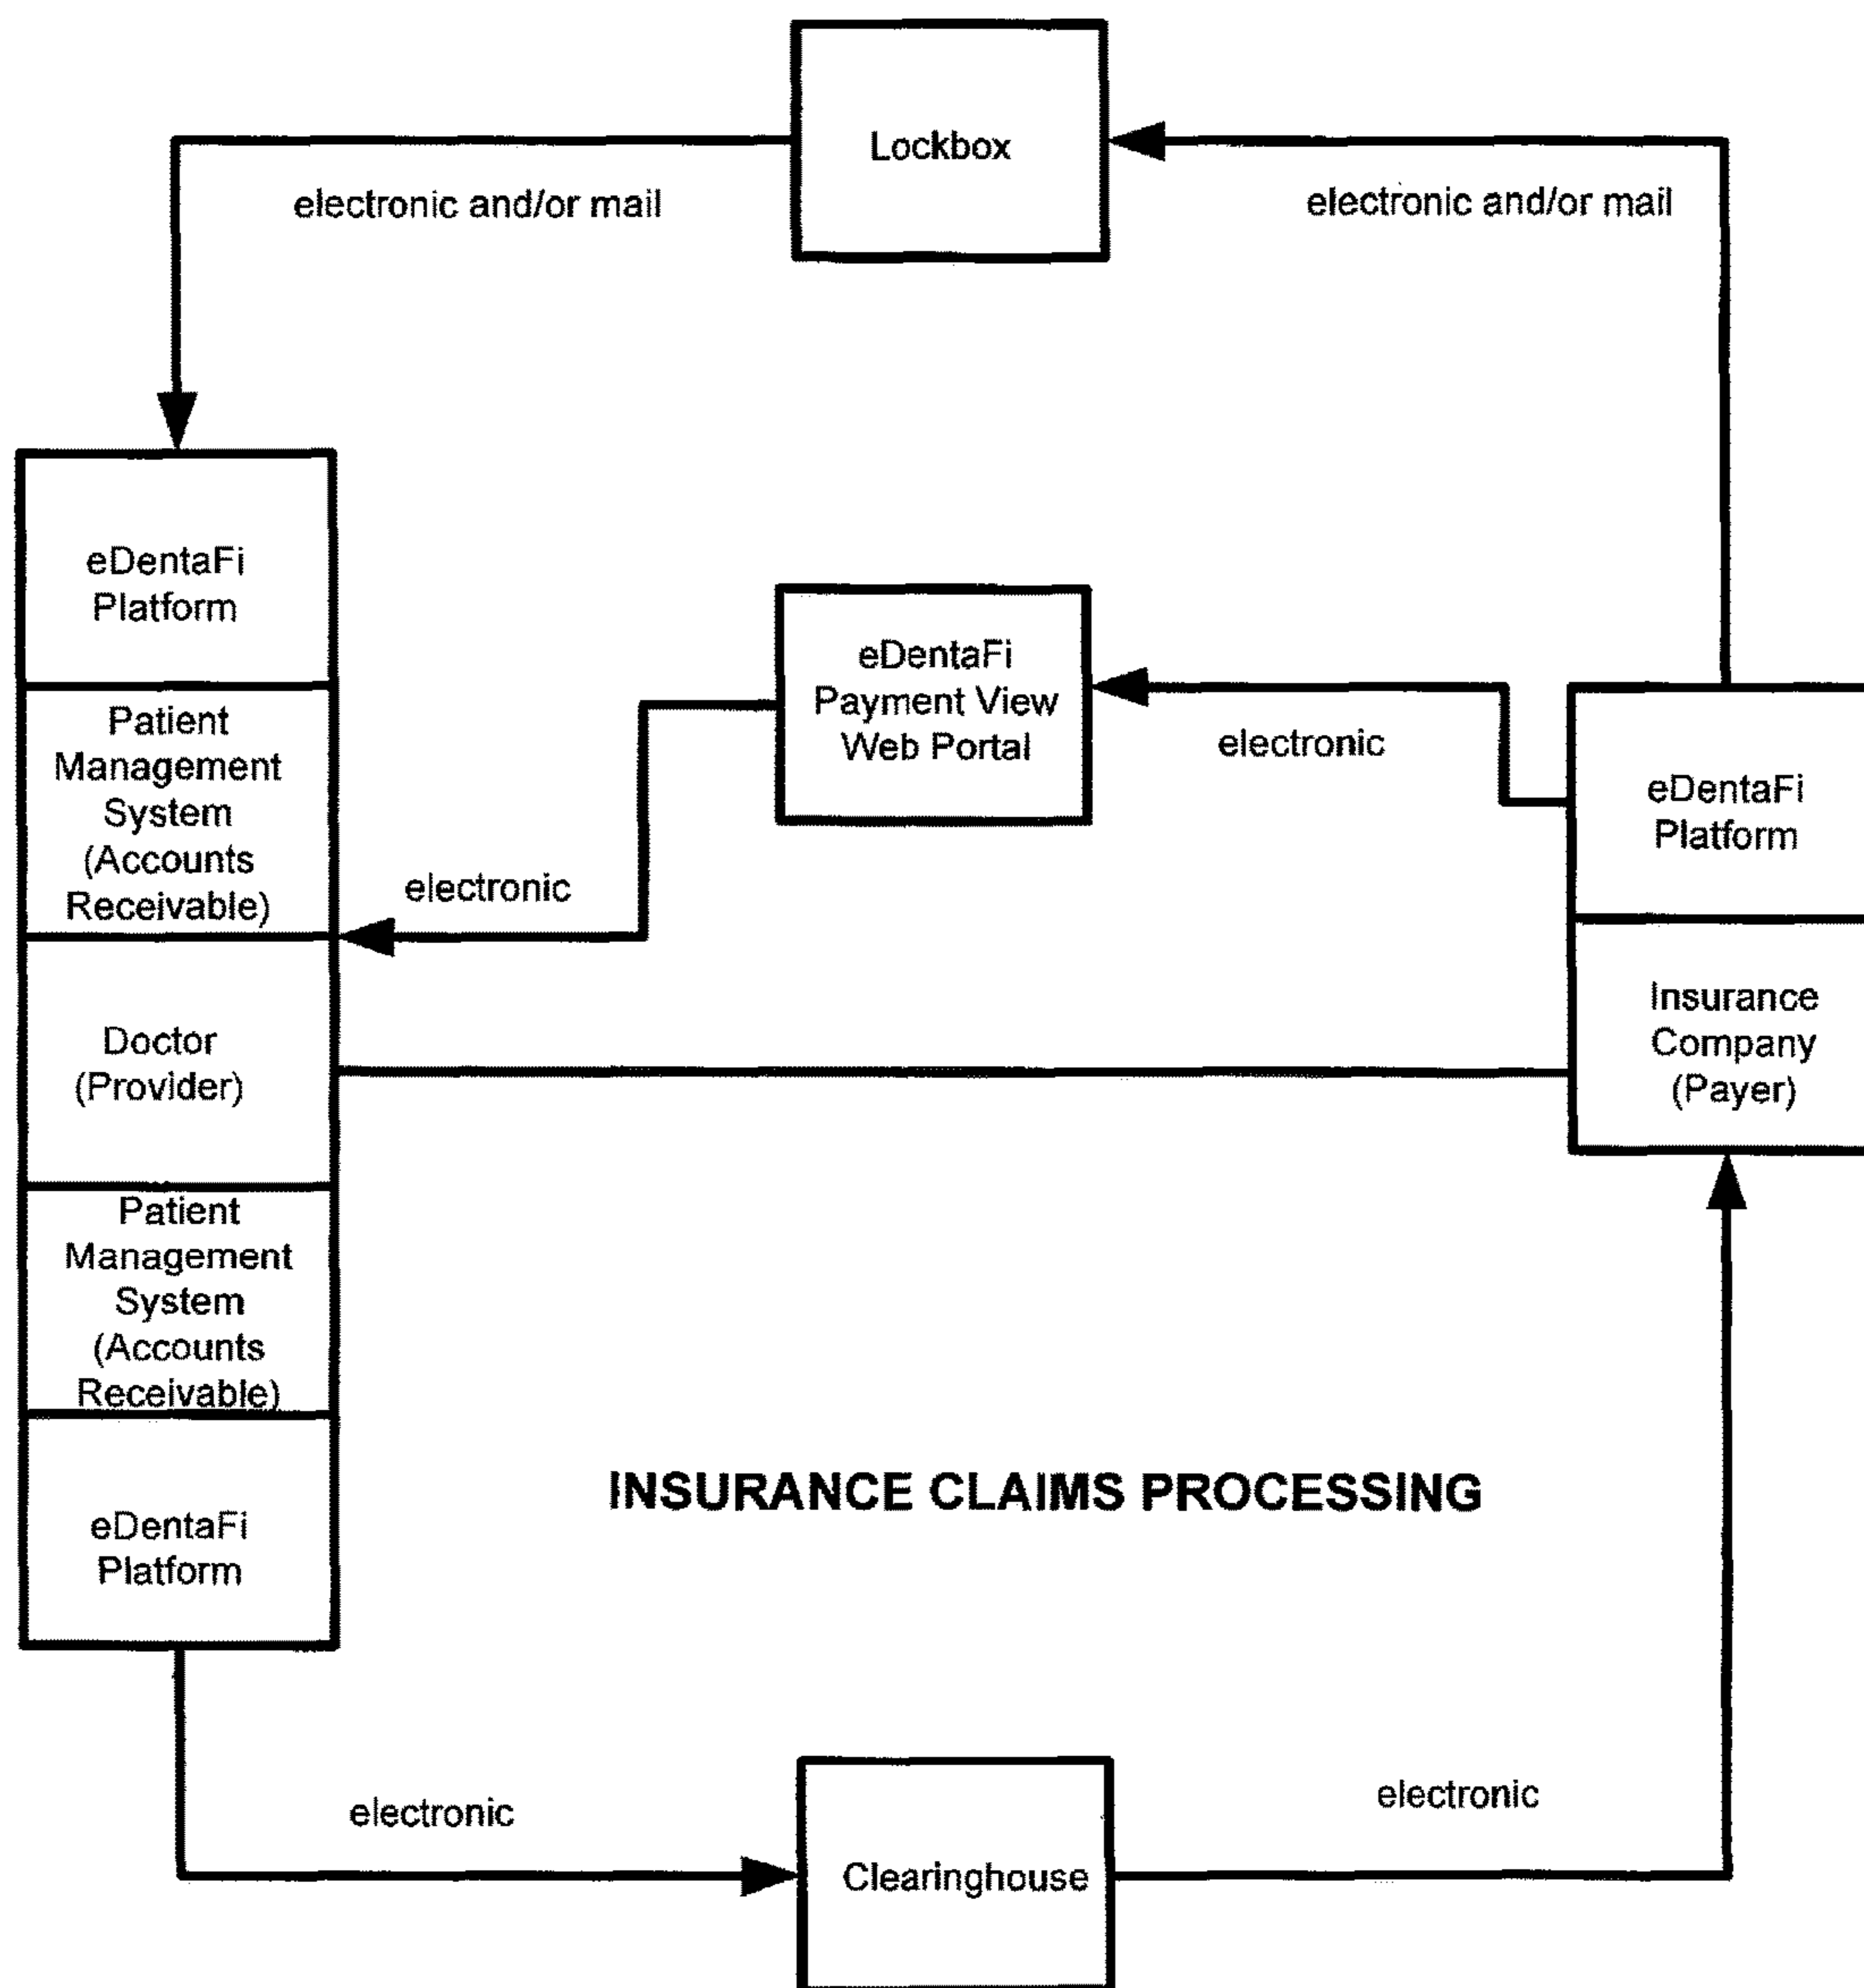 Lockbox
electronic and/or mail
electronic and/or mail
eDentaFi
Platform
Patient
Management
System
(Accounts
Receivable)
eDentaFi
Payment View
Web Portal
electronic
electronic
eDentaFi
Platform
Doctor
(Provider)
Insurance
Company
(Payer)
Patient
Management
System
(Accounts
Receivable)
eDentaFi
Platform
INSURANCE CLAIMS PROCESSING
electronic
electronic
Clearinghouse